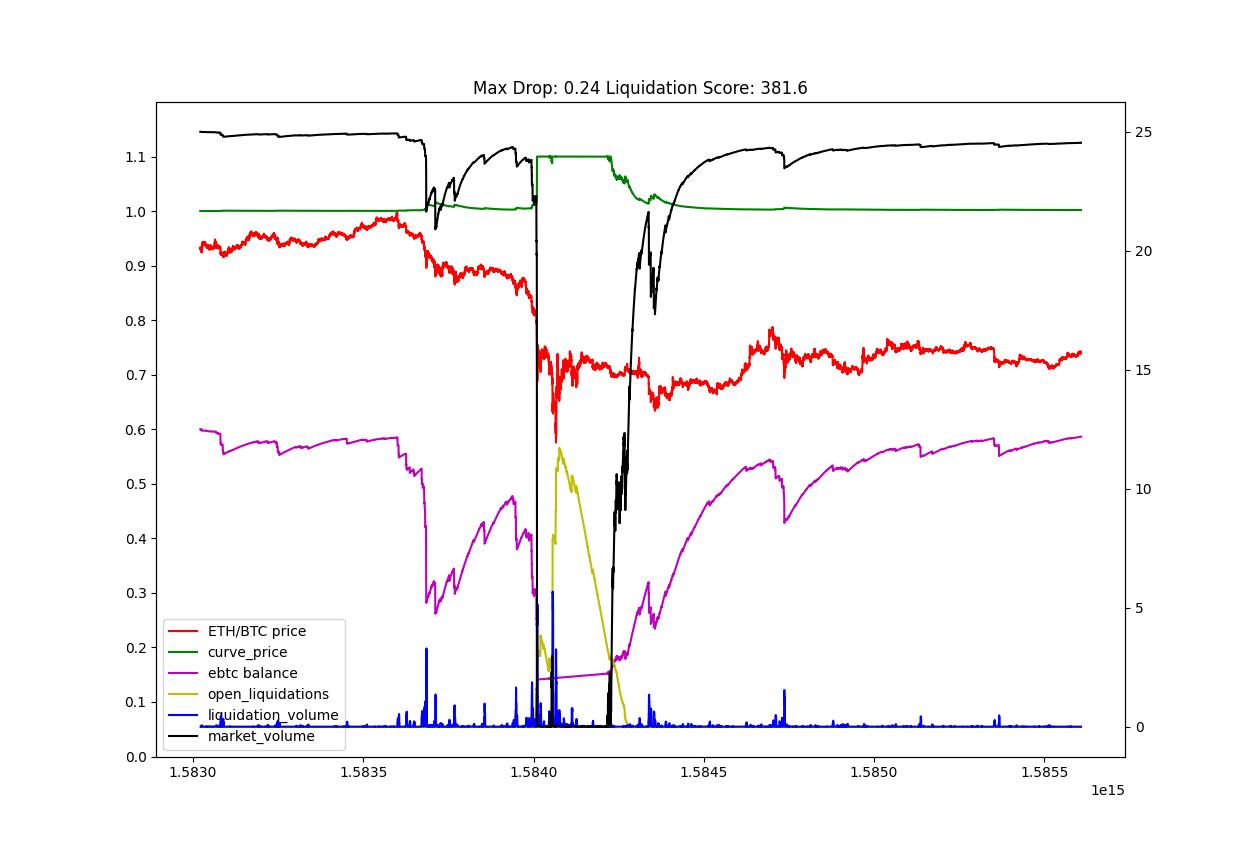 Max Drop: 0.24 Liquidation Score: 381.6
1.1
1.0
0.9
0.8
0.7
0.6
0.5
0.4
0.3
0.2
0.1
0.0
25
20
15
10
5
0
ETH/BTC price
curve_price
ebtc balance
open_liquidations
liquidation_volume
market_volume
1.5830 1.5835 1.5840 1.5845 1.5850 1.5855
1e15